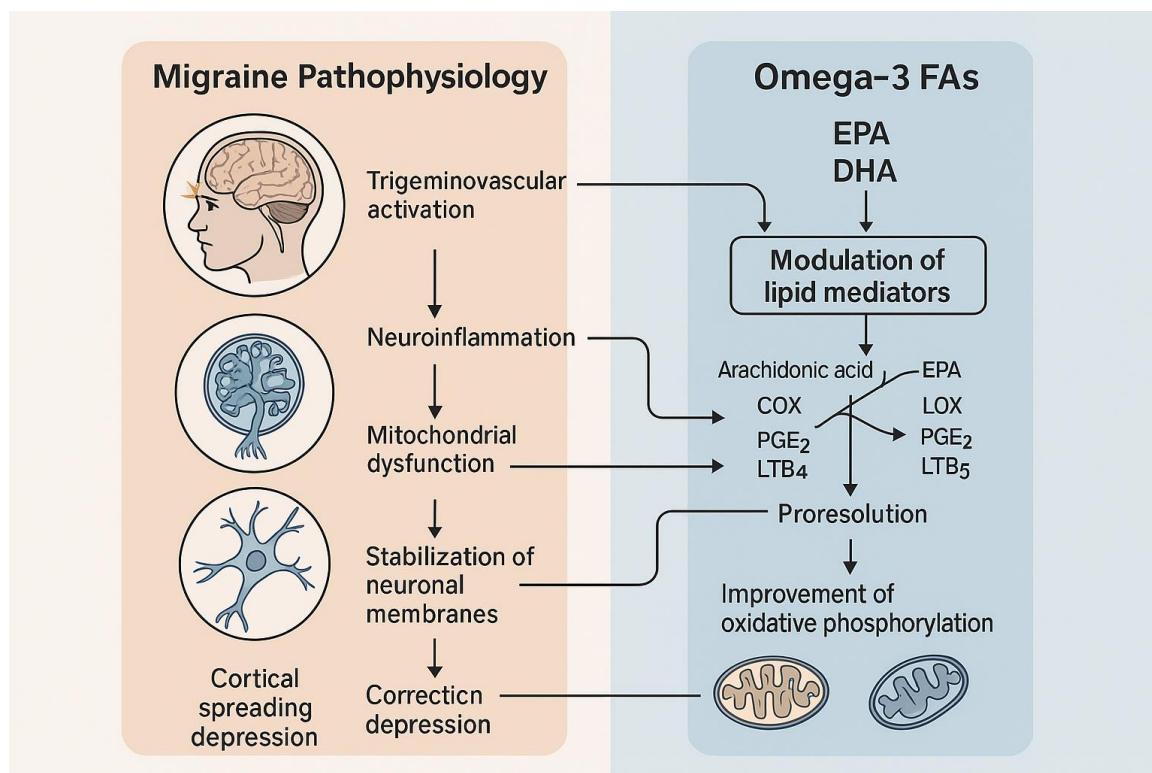 Migraine Pathophysiology
Trigeminovascular
activation
Neuroinflammation
Mitochondrial
dysfunction
Stabilization of
neuronal
membranes
Cortical
spreading
depression
Correcticn
depression
Omega-3 FAs
EPA
DHA
Modulation of
lipid mediators
Arachidonic acid EPA
COX LOX
PGE₂ PGE₂
LTB4 LTB5
Proresolution
Improvement of
oxidative phosphorylation